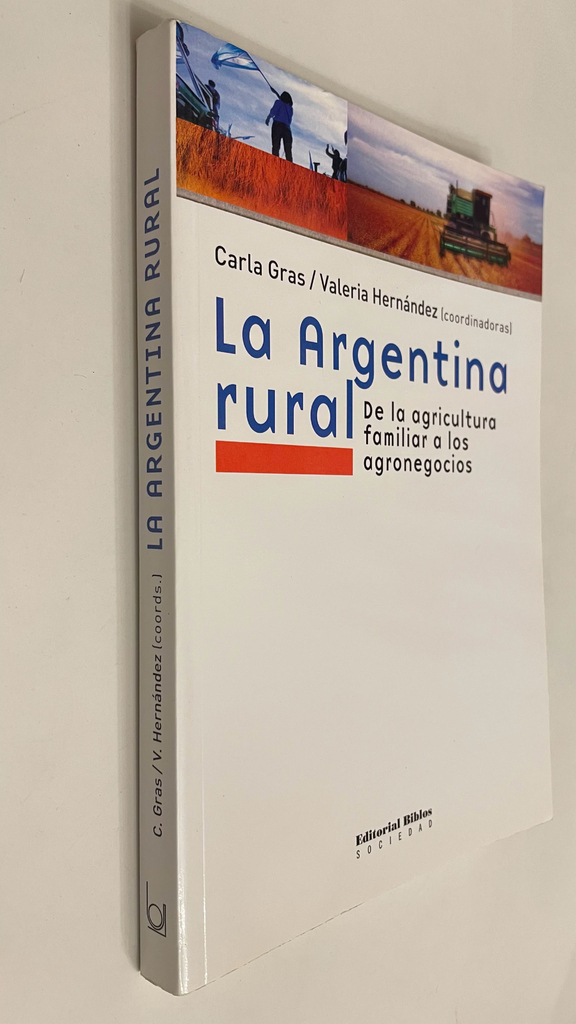 Carla Gras / Valeria Hernández (coordinadoras)
La Argentina
rural
De la agricultura
familiar a los
agronegocios
Editorial Biblos
SOCIEDAD
C. Gras / V. Hernández (coords.) LA ARGENTINA RURAL